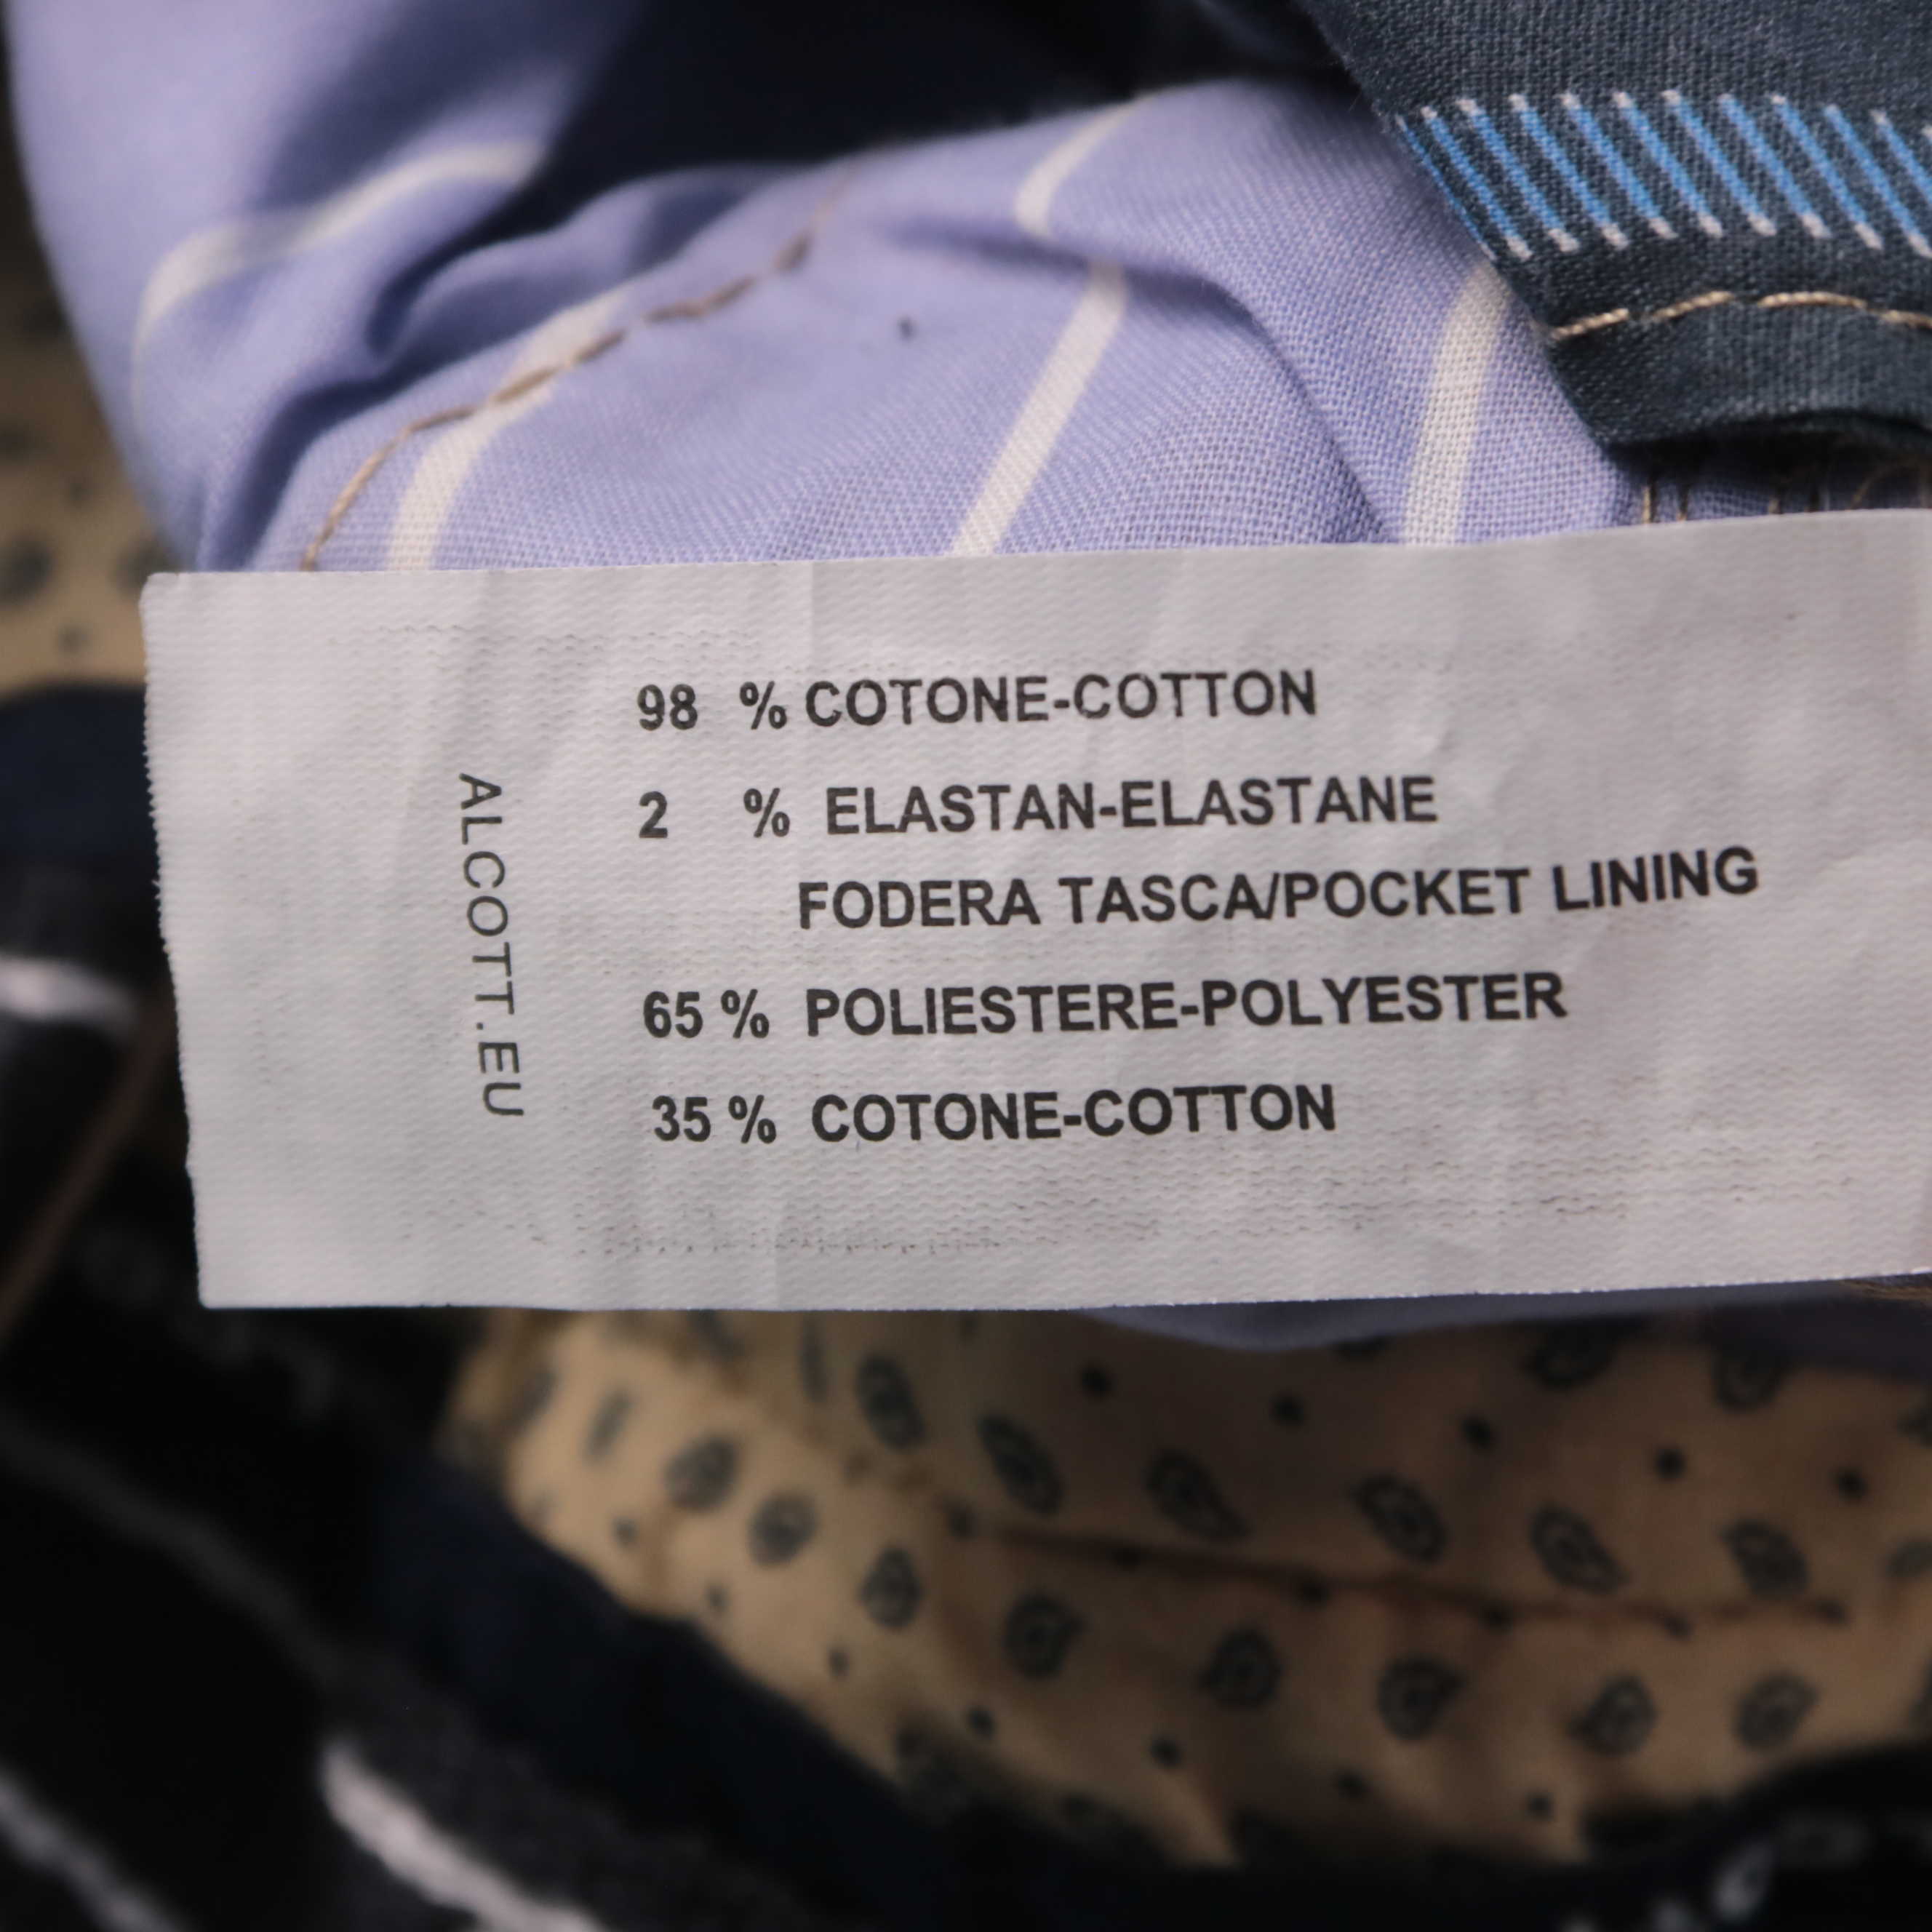 98 % COTONE-COTTON
2 % ELASTAN-ELASTANE
FODERA TASCA/POCKET LINING
65 % POLIESTERE-POLYESTER
35 % COTONE-COTTON
ALCOTT.EU